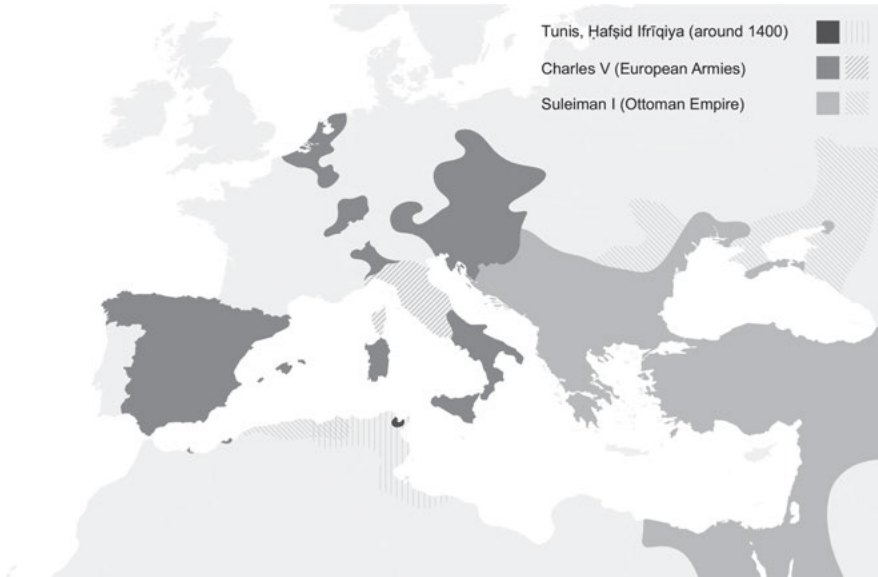 Tunis, Ḥafṣid Ifrīqiya (around 1400)
Charles V (European Armies)
Suleiman I (Ottoman Empire)